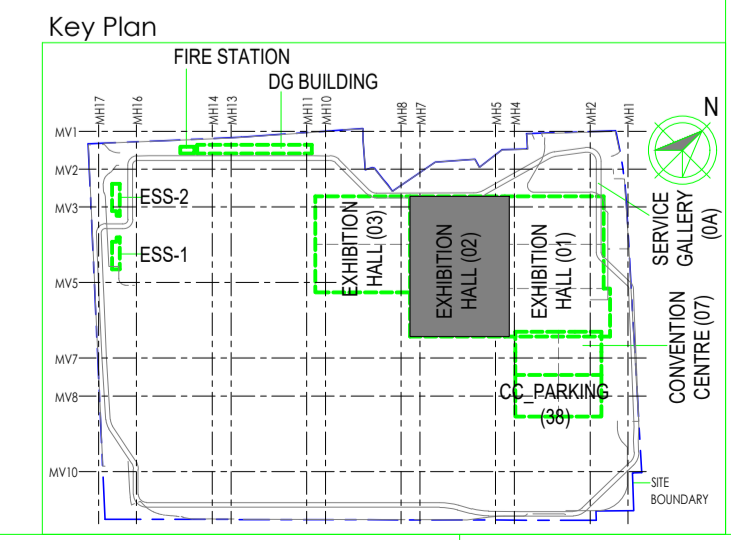 Key Plan
FIRE STATION
DG BUILDING
MH17
MH16
MH14
MH13
MH11
MH10
MH8
MH7
MH5
MH4
MH2
MH1
N
MV1
MV2
MV3
MV5
MV7
MV8
MV10
ESS-2
ESS-1
EXHIBITION
HALL (03)
EXHIBITION
HALL (02)
EXHIBITION
HALL (01)
SERVICE
GALLERY
(0A)
CONVENTION
CENTRE (07)
CC_PARKING
(38)
SITE
BOUNDARY